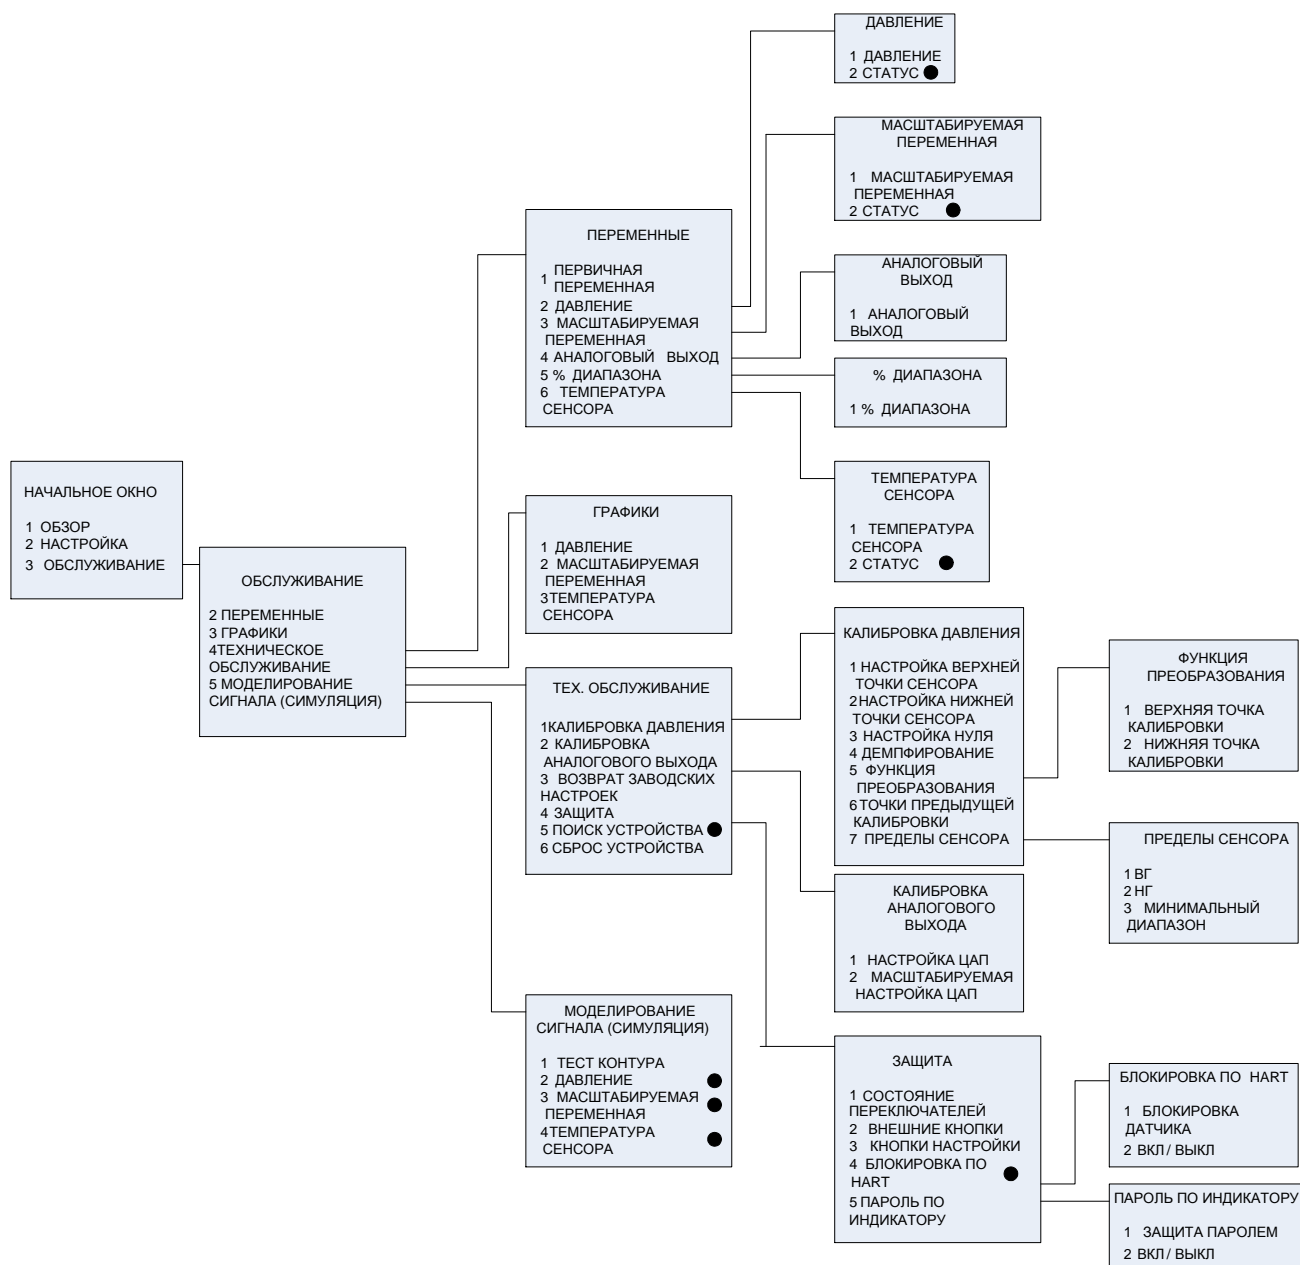 НАЧАЛЬНОЕ ОКНО
1 ОБЗОР
2 НАСТРОЙКА
3 ОБСЛУЖИВАНИЕ
ОБСЛУЖИВАНИЕ
2 ПЕРЕМЕННЫЕ
3 ГРАФИКИ
4ТЕХНИЧЕСКОЕ
ОБСЛУЖИВАНИЕ
5 МОДЕЛИРОВАНИЕ
СИГНАЛА (СИМУЛЯЦИЯ)
ПЕРЕМЕННЫЕ
1 ПЕРВИЧНАЯ
ПЕРЕМЕННАЯ
2 ДАВЛЕНИЕ
3 МАСШТАБИРУЕМАЯ
ПЕРЕМЕННАЯ
4 АНАЛОГОВЫЙ ВЫХОД
5 % ДИАПАЗОНА
6 ТЕМПЕРАТУРА
СЕНСОРА
ГРАФИКИ
1 ДАВЛЕНИЕ
2 МАСШТАБИРУЕМАЯ
ПЕРЕМЕННАЯ
3ТЕМПЕРАТУРА
СЕНСОРА
ТЕХ. ОБСЛУЖИВАНИЕ
1КАЛИБРОВКА ДАВЛЕНИЯ
2 КАЛИБРОВКА
АНАЛОГОВОГО ВЫХОДА
3 ВОЗВРАТ ЗАВОДСКИХ
НАСТРОЕК
4 ЗАЩИТА
5 ПОИСК УСТРОЙСТВА
6 СБРОС УСТРОЙСТВА
МОДЕЛИРОВАНИЕ
СИГНАЛА (СИМУЛЯЦИЯ)
1 ТЕСТ КОНТУРА
2 ДАВЛЕНИЕ
3 МАСШТАБИРУЕМАЯ
ПЕРЕМЕННАЯ
4ТЕМПЕРАТУРА
СЕНСОРА
ДАВЛЕНИЕ
1 ДАВЛЕНИЕ
2 СТАТУС
МАСШТАБИРУЕМАЯ
ПЕРЕМЕННАЯ
1 МАСШТАБИРУЕМАЯ
ПЕРЕМЕННАЯ
2 СТАТУС
АНАЛОГОВЫЙ
ВЫХОД
1 АНАЛОГОВЫЙ
ВЫХОД
% ДИАПАЗОНА
1 % ДИАПАЗОНА
ТЕМПЕРАТУРА
СЕНСОРА
1 ТЕМПЕРАТУРА
СЕНСОРА
2 СТАТУС
КАЛИБРОВКА ДАВЛЕНИЯ
1 НАСТРОЙКА ВЕРХНЕЙ
ТОЧКИ СЕНСОРА
2НАСТРОЙКА НИЖНЕЙ
ТОЧКИ СЕНСОРА
3 НАСТРОЙКА НУЛЯ
4 ДЕМПФИРОВАНИЕ
5 ФУНКЦИЯ
ПРЕОБРАЗОВАНИЯ
6 ТОЧКИ ПРЕДЫДУЩЕЙ
КАЛИБРОВКИ
7 ПРЕДЕЛЫ СЕНСОРА
КАЛИБРОВКА
АНАЛОГОВОГО
ВЫХОДА
1 НАСТРОЙКА ЦАП
2 МАСШТАБИРУЕМАЯ
НАСТРОЙКА ЦАП
ЗАЩИТА
1 СОСТОЯНИЕ
ПЕРЕКЛЮЧАТЕЛЕЙ
2 ВНЕШНИЕ КНОПКИ
3 КНОПКИ НАСТРОЙКИ
4 БЛОКИРОВКА ПО
HART
5 ПАРОЛЬ ПО
ИНДИКАТОРУ
ФУНКЦИЯ
ПРЕОБРАЗОВАНИЯ
1 ВЕРХНЯЯ ТОЧКА
КАЛИБРОВКИ
2 НИЖНЯЯ ТОЧКА
КАЛИБРОВКИ
ПРЕДЕЛЫ СЕНСОРА
1 ВГ
2 НГ
3 МИНИМАЛЬНЫЙ
ДИАПАЗОН
БЛОКИРОВКА ПО HART
1 БЛОКИРОВКА
ДАТЧИКА
2 ВКЛ / ВЫКЛ
ПАРОЛЬ ПО ИНДИКАТОРУ
1 ЗАЩИТА ПАРОЛЕМ
2 ВКЛ / ВЫКЛ